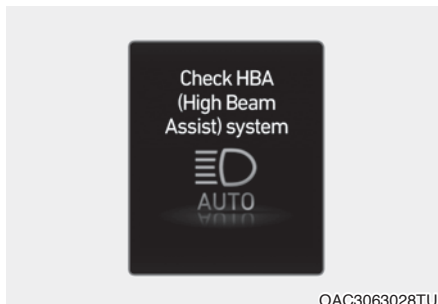 Check HBA
(High Beam
Assist) system
AUTO
OAC3063028TU